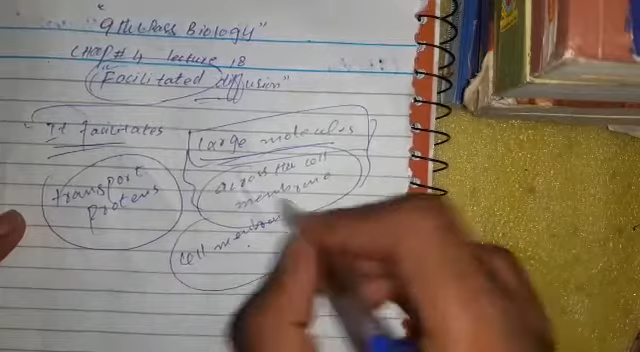 "9th class Biology"
chap # 4 lecture 18
"Facilitated diffusion"
It facilitates large molecules
across the cell
membrane
transport
proteins
cell membrane